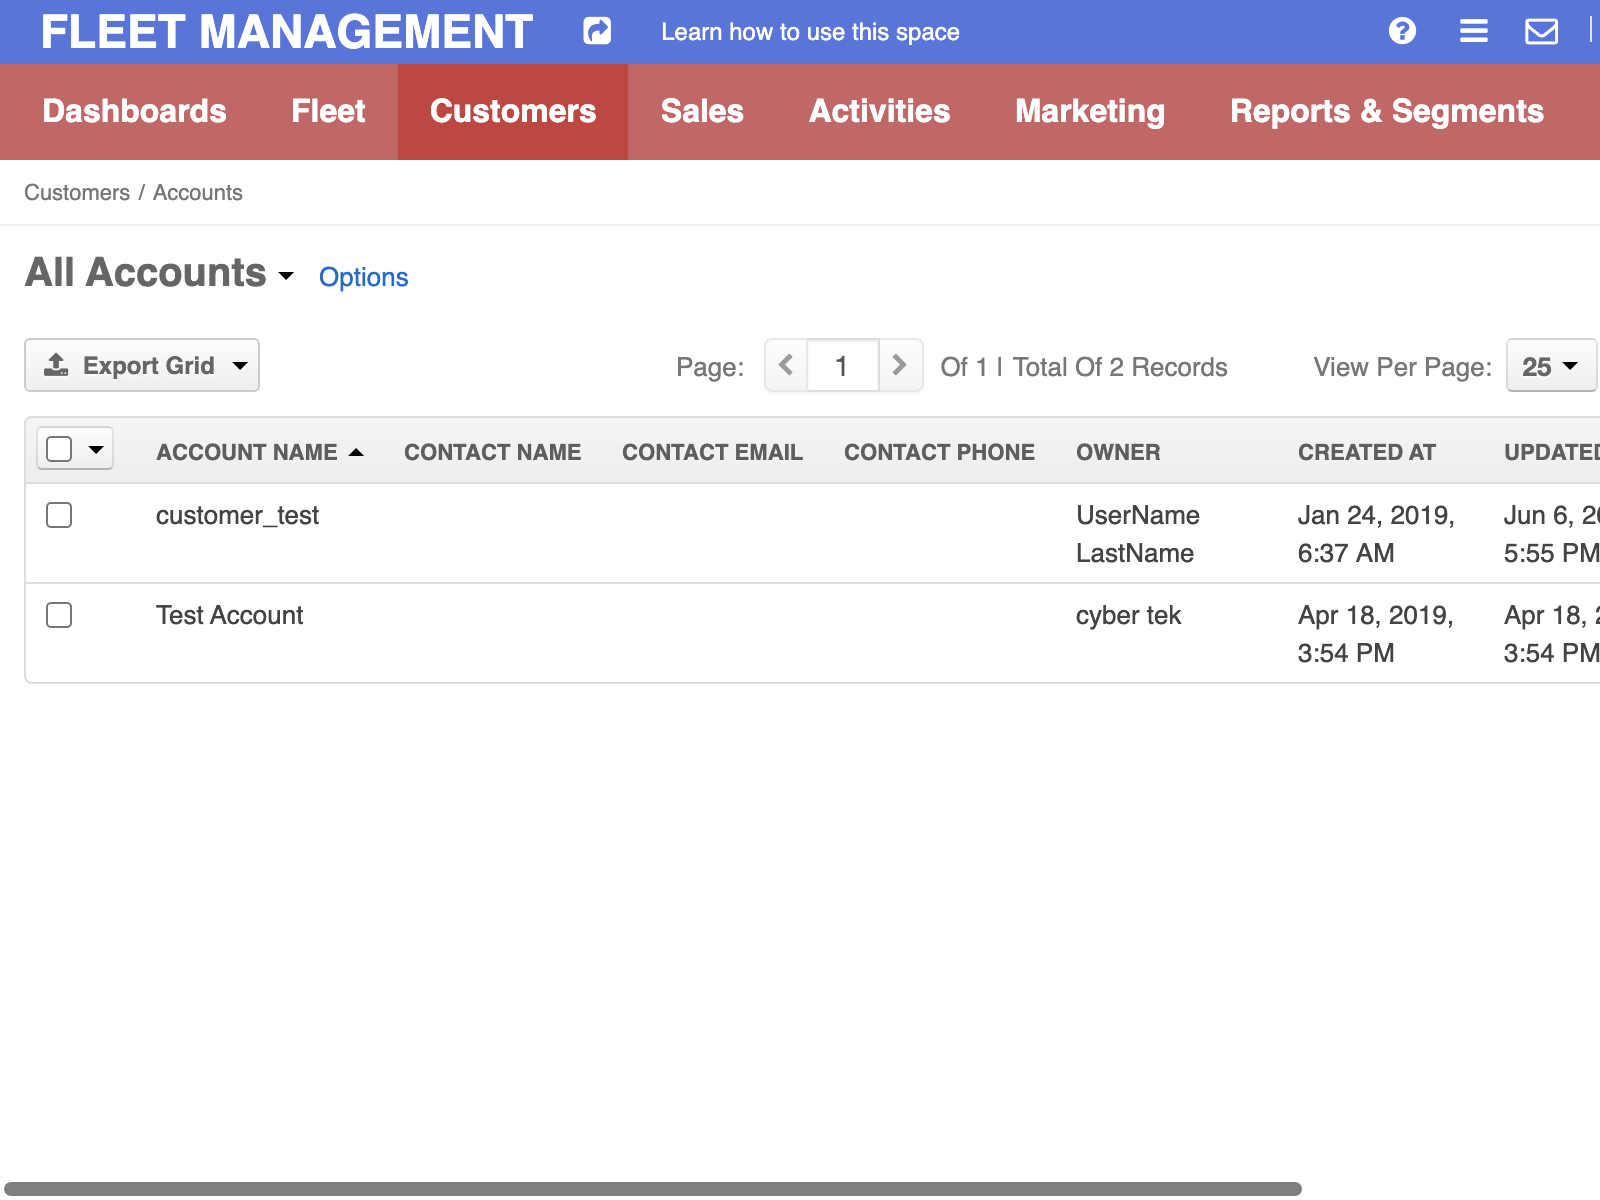 FLEET MANAGEMENT Learn how to use this space
Dashboards Fleet Customers Sales Activities Marketing Reports & Segments
Customers / Accounts
All Accounts Options
Export Grid Page: 1 Of 1 | Total Of 2 Records View Per Page: 25
ACCOUNT NAME CONTACT NAME CONTACT EMAIL CONTACT PHONE OWNER CREATED AT UPDATED
customer_test UserName Jan 24, 2019, Jun 6, 20
LastName 6:37 AM 5:55 PM
Test Account cyber tek Apr 18, 2019, Apr 18, 2
3:54 PM 3:54 PM